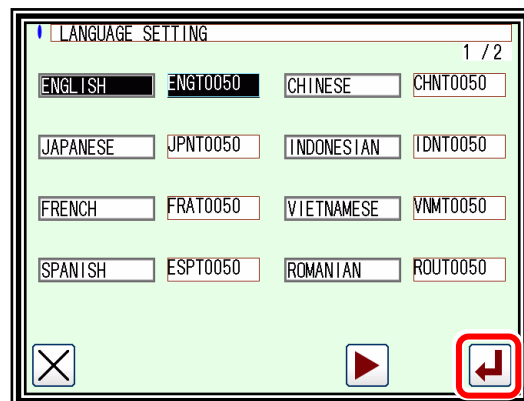 LANGUAGE SETTING
1 / 2
ENGLISH ENGT0050 CHINESE CHNT0050
JAPANESE JPNT0050 INDONESIAN IDNT0050
FRENCH FRAT0050 VIETNAMESE VNMT0050
SPANISH ESPT0050 ROMANIAN ROUT0050